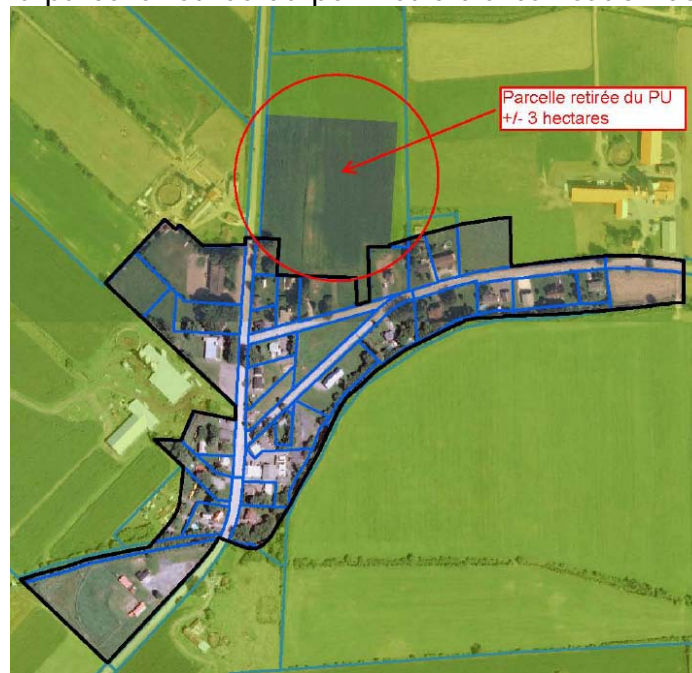 Parcelle retirée du PU
+/- 3 hectares